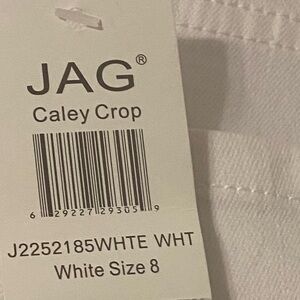 JAG®
Caley Crop
6 29227 29305 9
J2252185WHTE WHT
White Size 8